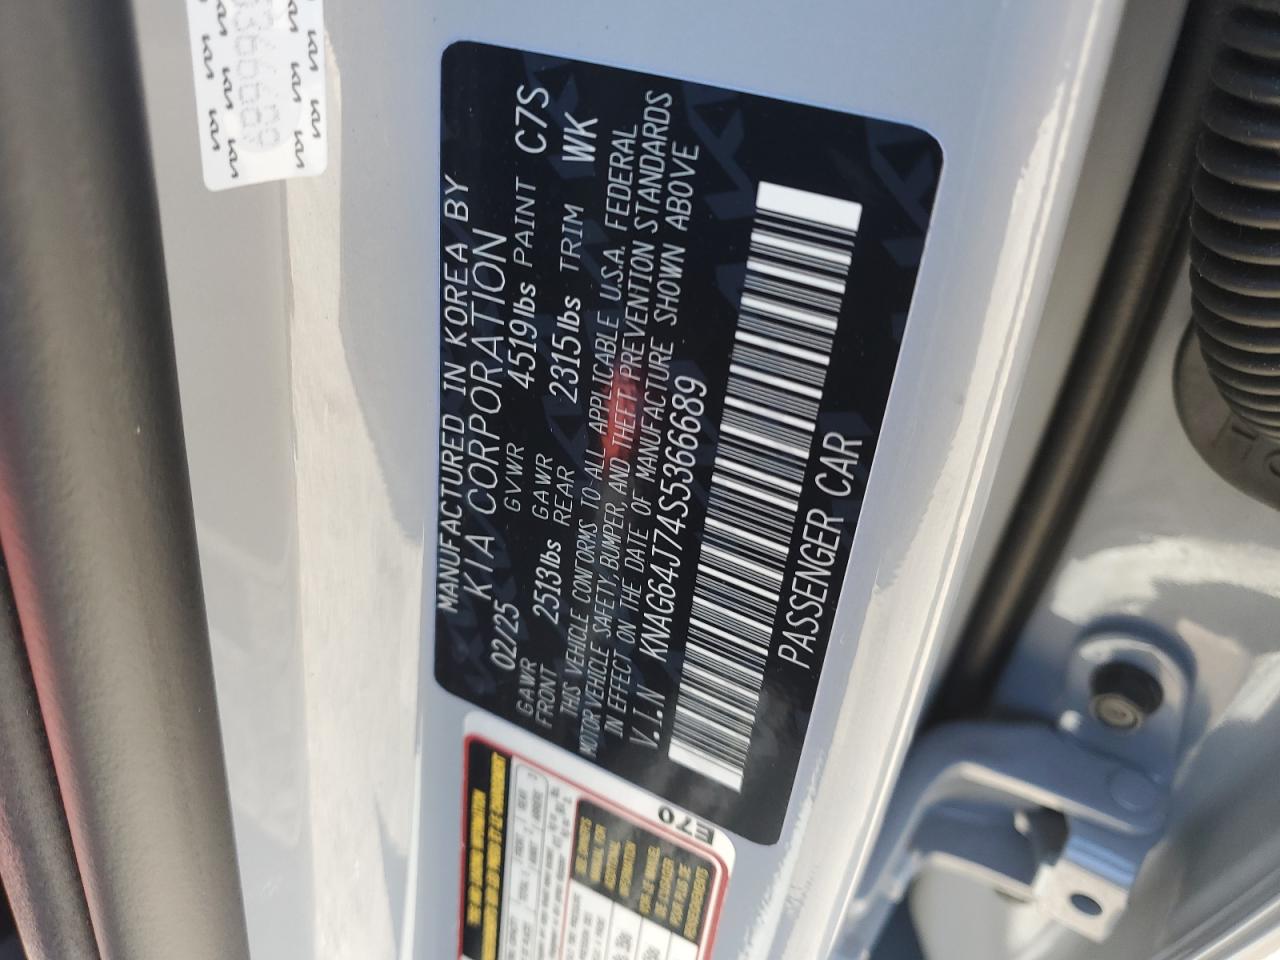 MANUFACTURED IN KOREA BY
KIA CORPORATION
02/25 GVWR 4519lbs PAINT C7S
GAWR FRONT 2513lbs GAWR REAR 2315lbs TRIM WK
THIS VEHICLE CONFORMS TO ALL APPLICABLE U.S.A. FEDERAL
MOTOR VEHICLE SAFETY, BUMPER, AND THEFT PREVENTION STANDARDS
IN EFFECT ON THE DATE OF MANUFACTURE SHOWN ABOVE
V.I.N KNAG64J74S5366689
PASSENGER CAR
E70